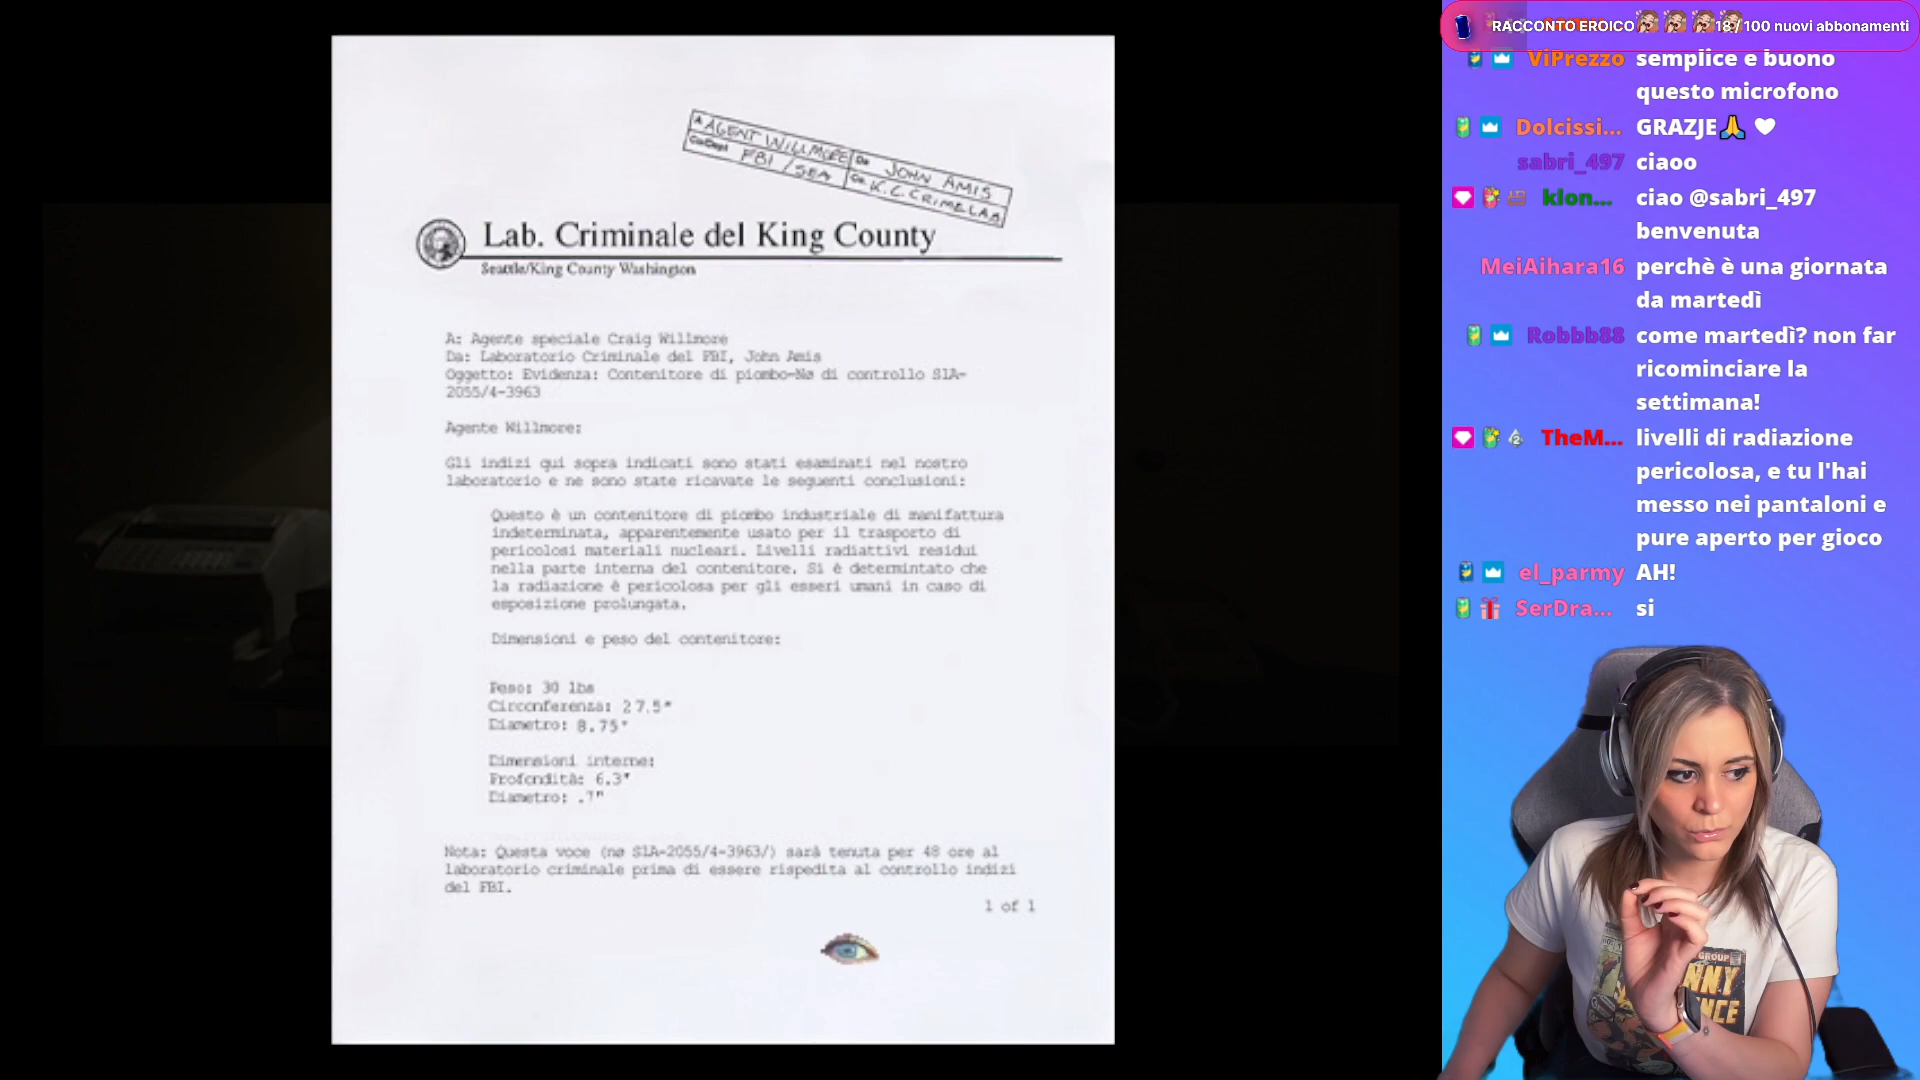 A AGENT WILLMORE Da JOHN AMIS
Co/Dept FBI/SEA Co. K.C. CRIMELAB
Lab. Criminale del King County
Seattle/King County Washington
A: Agente speciale Craig Willmore
Da: Laboratorio Criminale del FBI, John Amis
Oggetto: Evidenza: Contenitore di piombo-Nø di controllo S1A-
2055/4-3963
Agente Willmore:
Gli indizi qui sopra indicati sono stati esaminati nel nostro
laboratorio e ne sono state ricavate le seguenti conclusioni:
Questo è un contenitore di piombo industriale di manifattura
indeterminata, apparentemente usato per il trasporto di
pericolosi materiali nucleari. Livelli radiattivi residui
nella parte interna del contenitore. Si è determintato che
la radiazione è pericolosa per gli esseri umani in caso di
esposizione prolungata.
Dimensioni e peso del contenitore:
Peso: 30 lbs
Circonferenza: 27.5"
Diametro: 8.75"
Dimensioni interne:
Profondità: 6.3"
Diametro: .7"
Nota: Questa voce (nø S1A-2055/4-3963/) sarà tenuta per 48 ore al
laboratorio criminale prima di essere rispedita al controllo indizi
del FBI.
1 of 1
RACCONTO EROICO 18 / 100 nuovi abbonamenti
ViPrezzo semplice e buono
questo microfono
Dolcissi... GRAZJE🙏 🤍
sabri_497 ciaoo
klon... ciao @sabri_497
benvenuta
MeiAihara16 perchè è una giornata
da martedì
Robbb88 come martedì? non far
ricominciare la
settimana!
TheM... livelli di radiazione
pericolosa, e tu l'hai
messo nei pantaloni e
pure aperto per gioco
el_parmy AH!
SerDra... si
GROUP